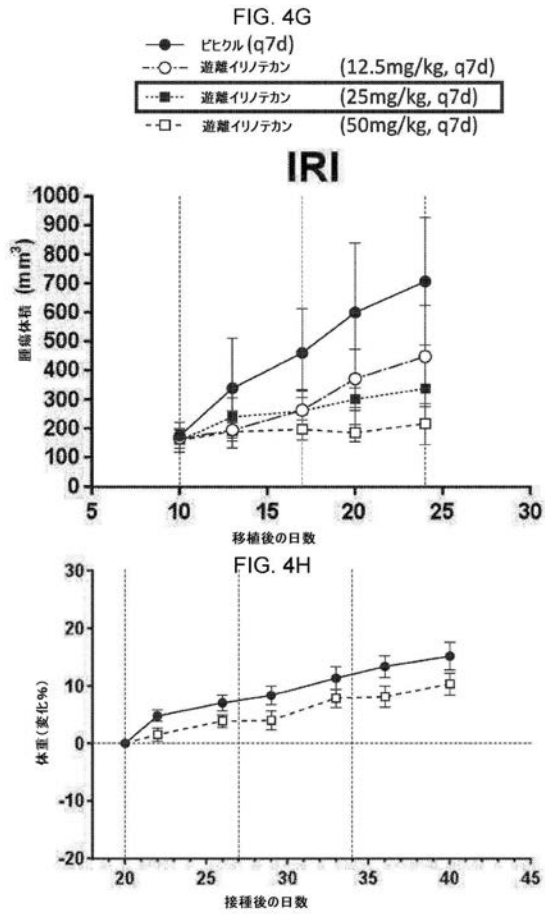 FIG. 4G
ビヒクル (q7d)
遊離イリノテカン (12.5mg/kg, q7d)
遊離イリノテカン (25mg/kg, q7d)
遊離イリノテカン (50mg/kg, q7d)
IRI
腫瘍体積 (mm³)
1000
900
800
700
600
500
400
300
200
100
0
5 10 15 20 25 30
移植後の日数
FIG. 4H
体重(変化%)
30
20
10
0
-10
-20
20 25 30 35 40 45
接種後の日数